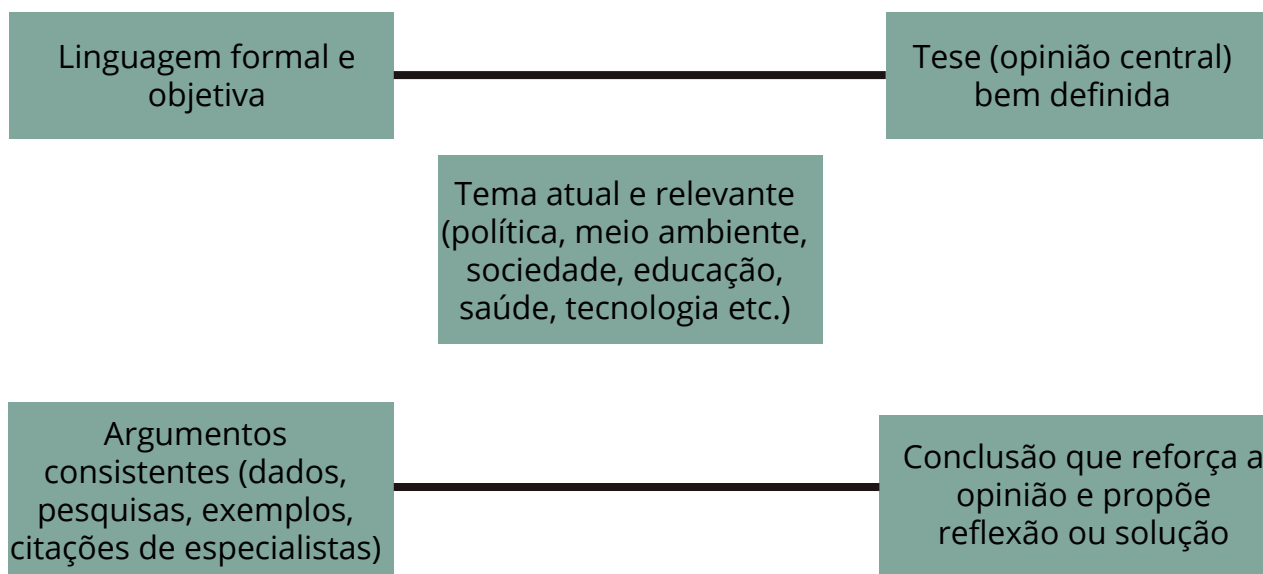 Linguagem formal e
objetiva
Tese (opinião central)
bem definida
Tema atual e relevante
(política, meio ambiente,
sociedade, educação,
saúde, tecnologia etc.)
Argumentos
consistentes (dados,
pesquisas, exemplos,
citações de especialistas)
Conclusão que reforça a
opinião e propõe
reflexão ou solução